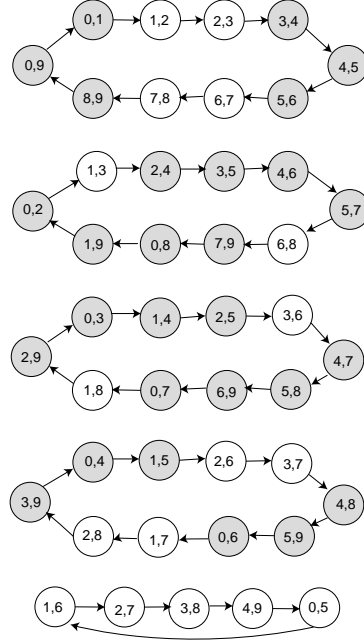 0,1 1,2 2,3 3,4
0,9 4,5
8,9 7,8 6,7 5,6
1,3 2,4 3,5 4,6
0,2 5,7
1,9 0,8 7,9 6,8
0,3 1,4 2,5 3,6
2,9 4,7
1,8 0,7 6,9 5,8
0,4 1,5 2,6 3,7
3,9 4,8
2,8 1,7 0,6 5,9
1,6 2,7 3,8 4,9 0,5